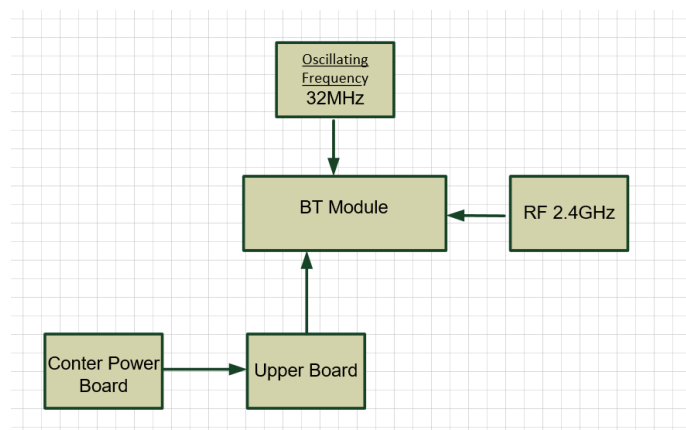 Oscillating
Frequency
32MHz
BT Module
RF 2.4GHz
Conter Power
Board
Upper Board